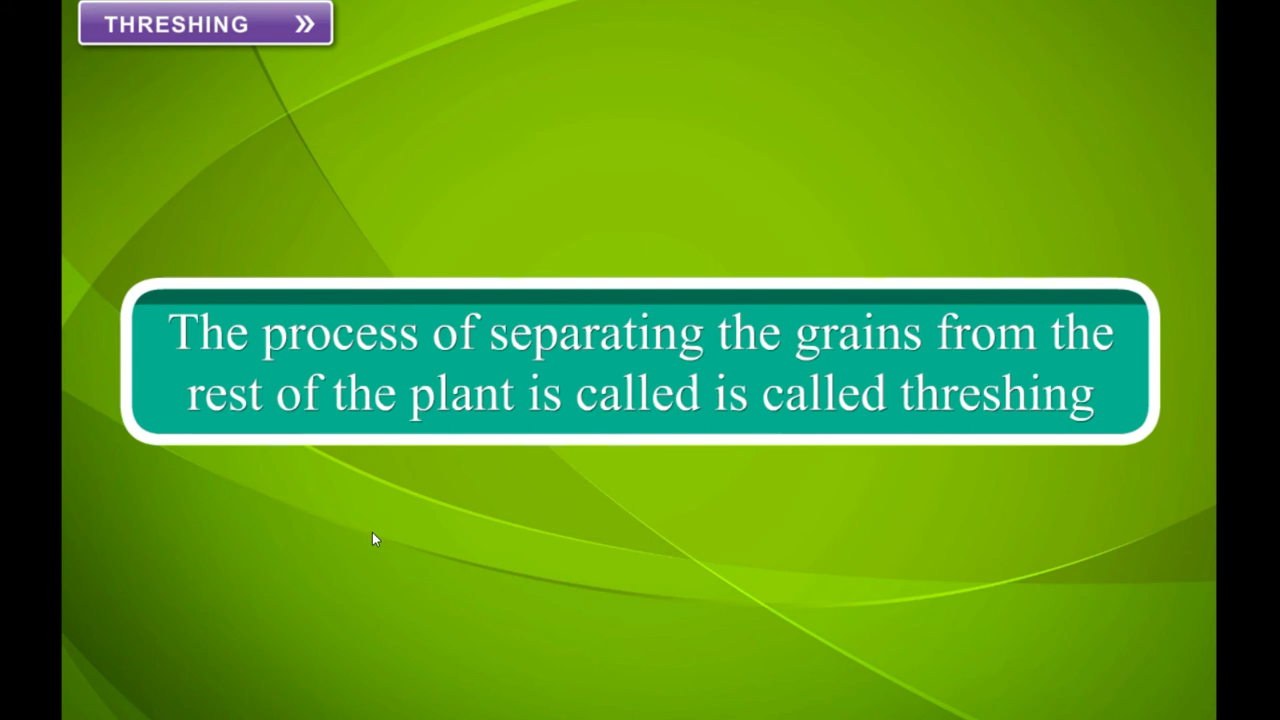 THRESHING »
The process of separating the grains from the
rest of the plant is called is called threshing